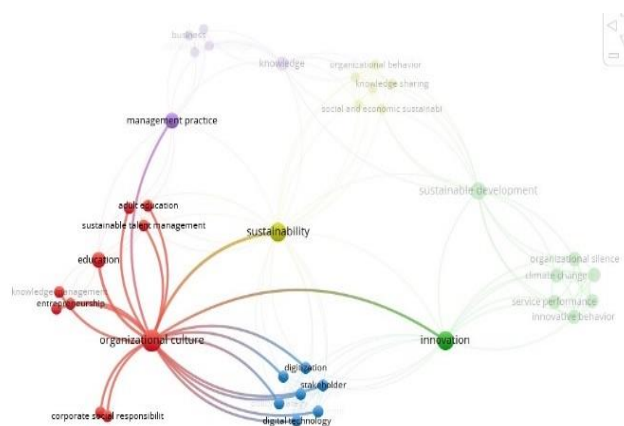 business
knowledge
organizational behavior
knowledge sharing
social and economic sustainabi
management practice
sustainable development
adult education
sustainable talent management
sustainability
education
organizational silence
climate change
knowledge management
entrepreneurship
service performance
innovative behavior
organizational culture
innovation
digiization
stakeholder
corporate social responsibilit
digital technology